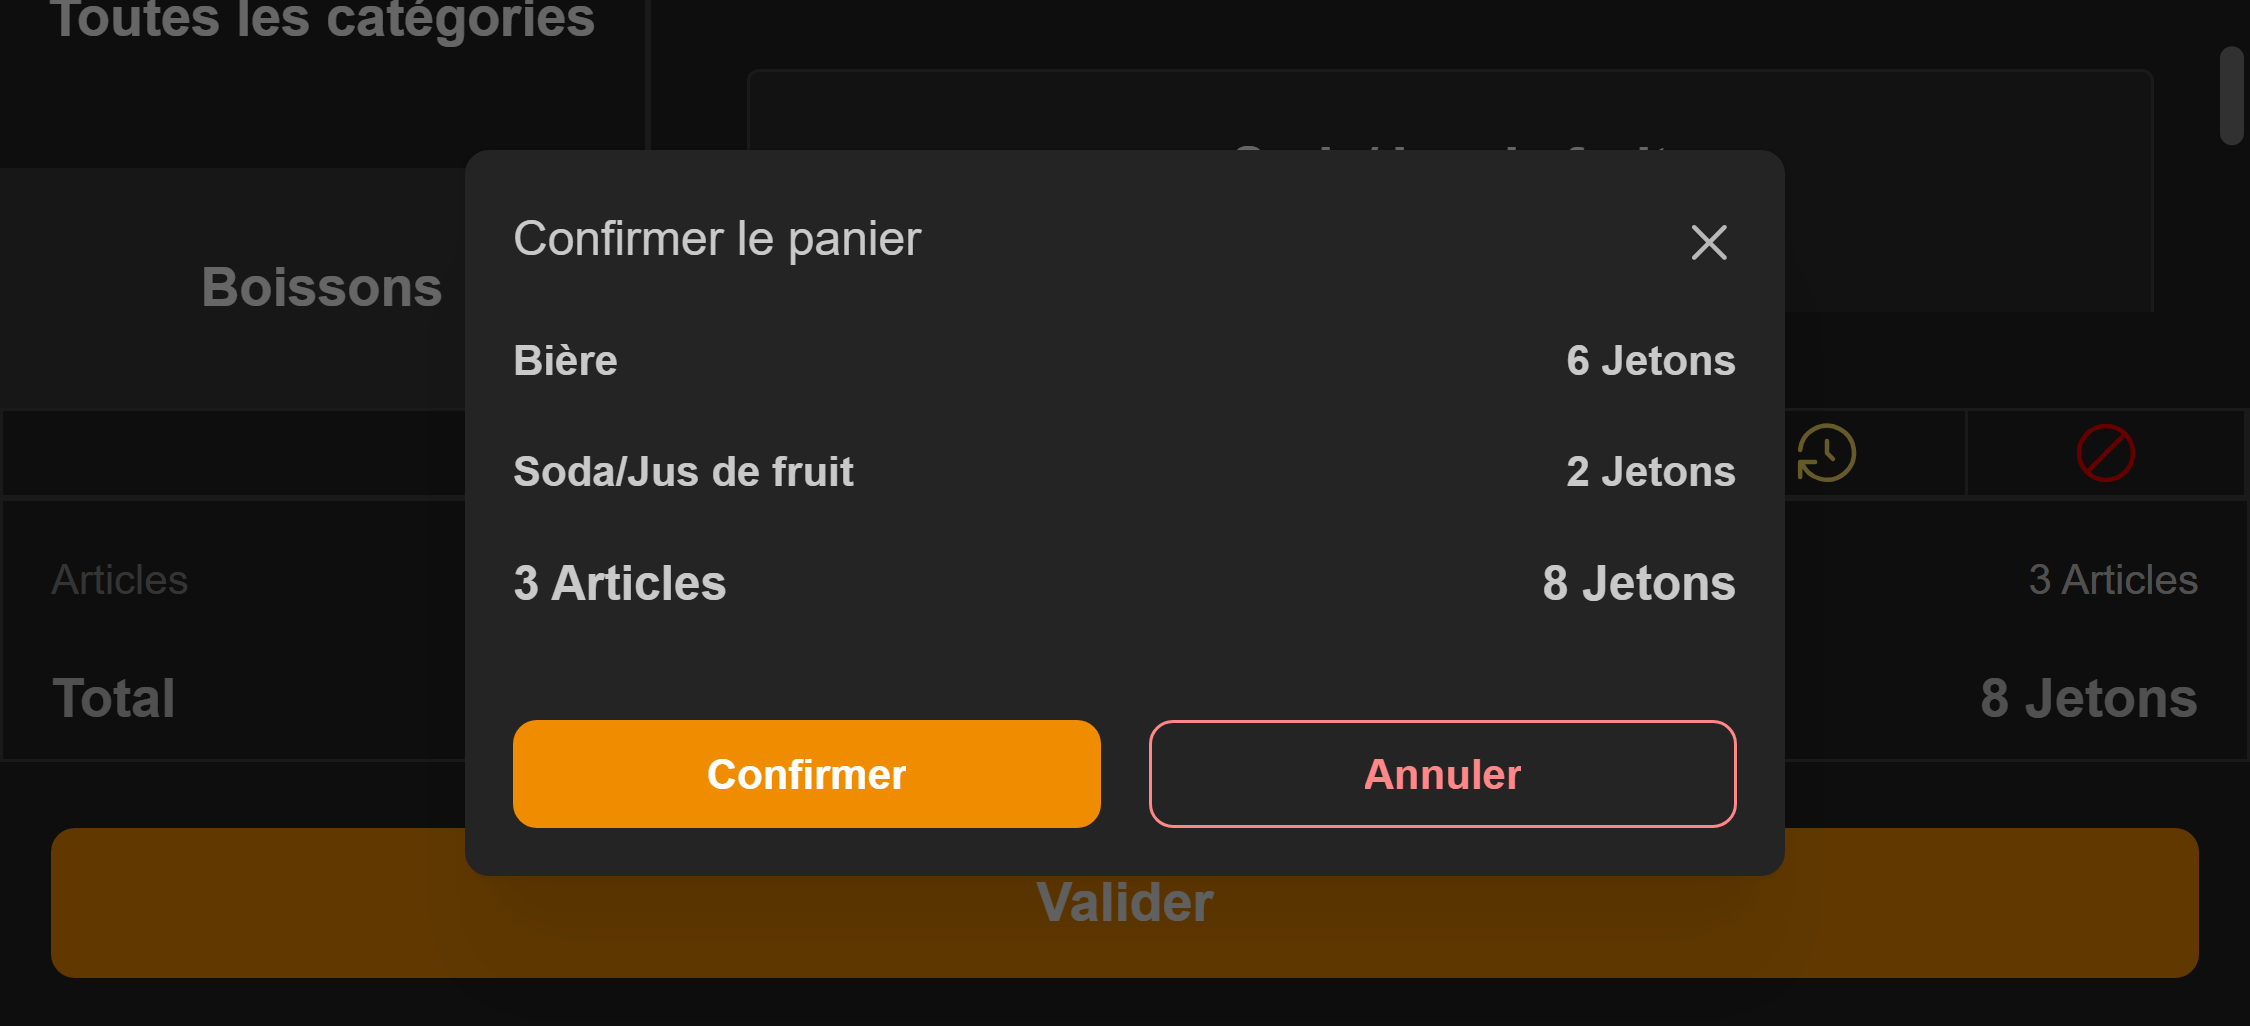 Toutes les catégories
Boissons
Confirmer le panier
Bière 6 Jetons
Soda/Jus de fruit 2 Jetons
3 Articles 8 Jetons
Confirmer Annuler
Articles 3 Articles
Total 8 Jetons
Valider